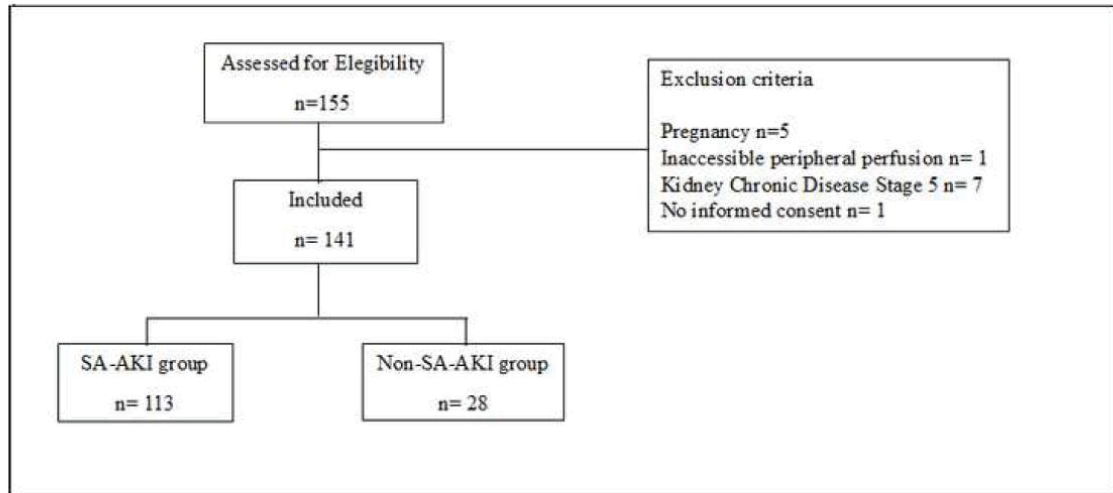 Assessed for Elegibility
n=155
Exclusion criteria
Pregnancy n=5
Inaccessible peripheral perfusion n= 1
Kidney Chronic Disease Stage 5 n= 7
No informed consent n= 1
Included
n= 141
SA-AKI group
n= 113
Non-SA-AKI group
n= 28